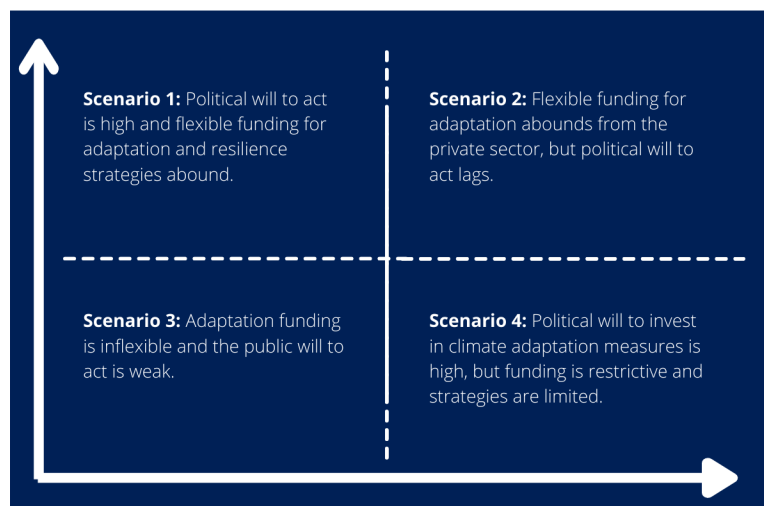 Scenario 1: Political will to act
is high and flexible funding for
adaptation and resilience
strategies abound.
Scenario 2: Flexible funding for
adaptation abounds from the
private sector, but political will to
act lags.
Scenario 3: Adaptation funding
is inflexible and the public will to
act is weak.
Scenario 4: Political will to invest
in climate adaptation measures is
high, but funding is restrictive and
strategies are limited.